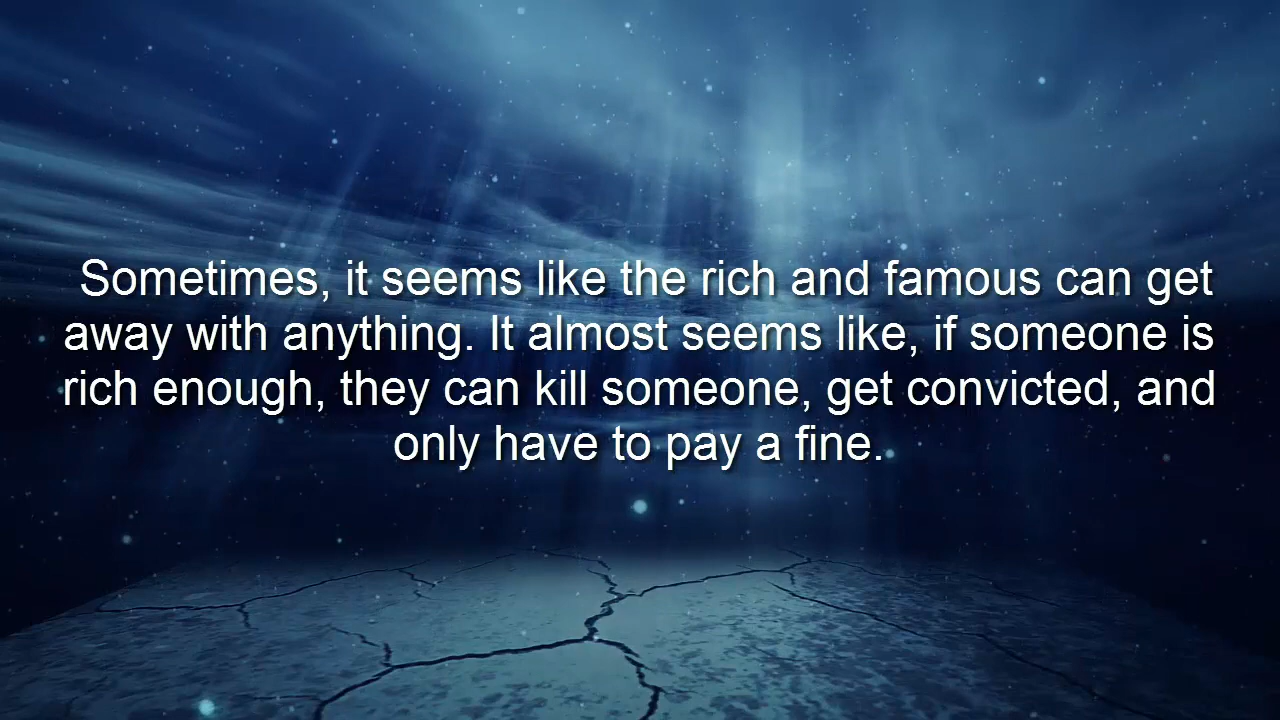 Sometimes, it seems like the rich and famous can get
away with anything. It almost seems like, if someone is
rich enough, they can kill someone, get convicted, and
only have to pay a fine.